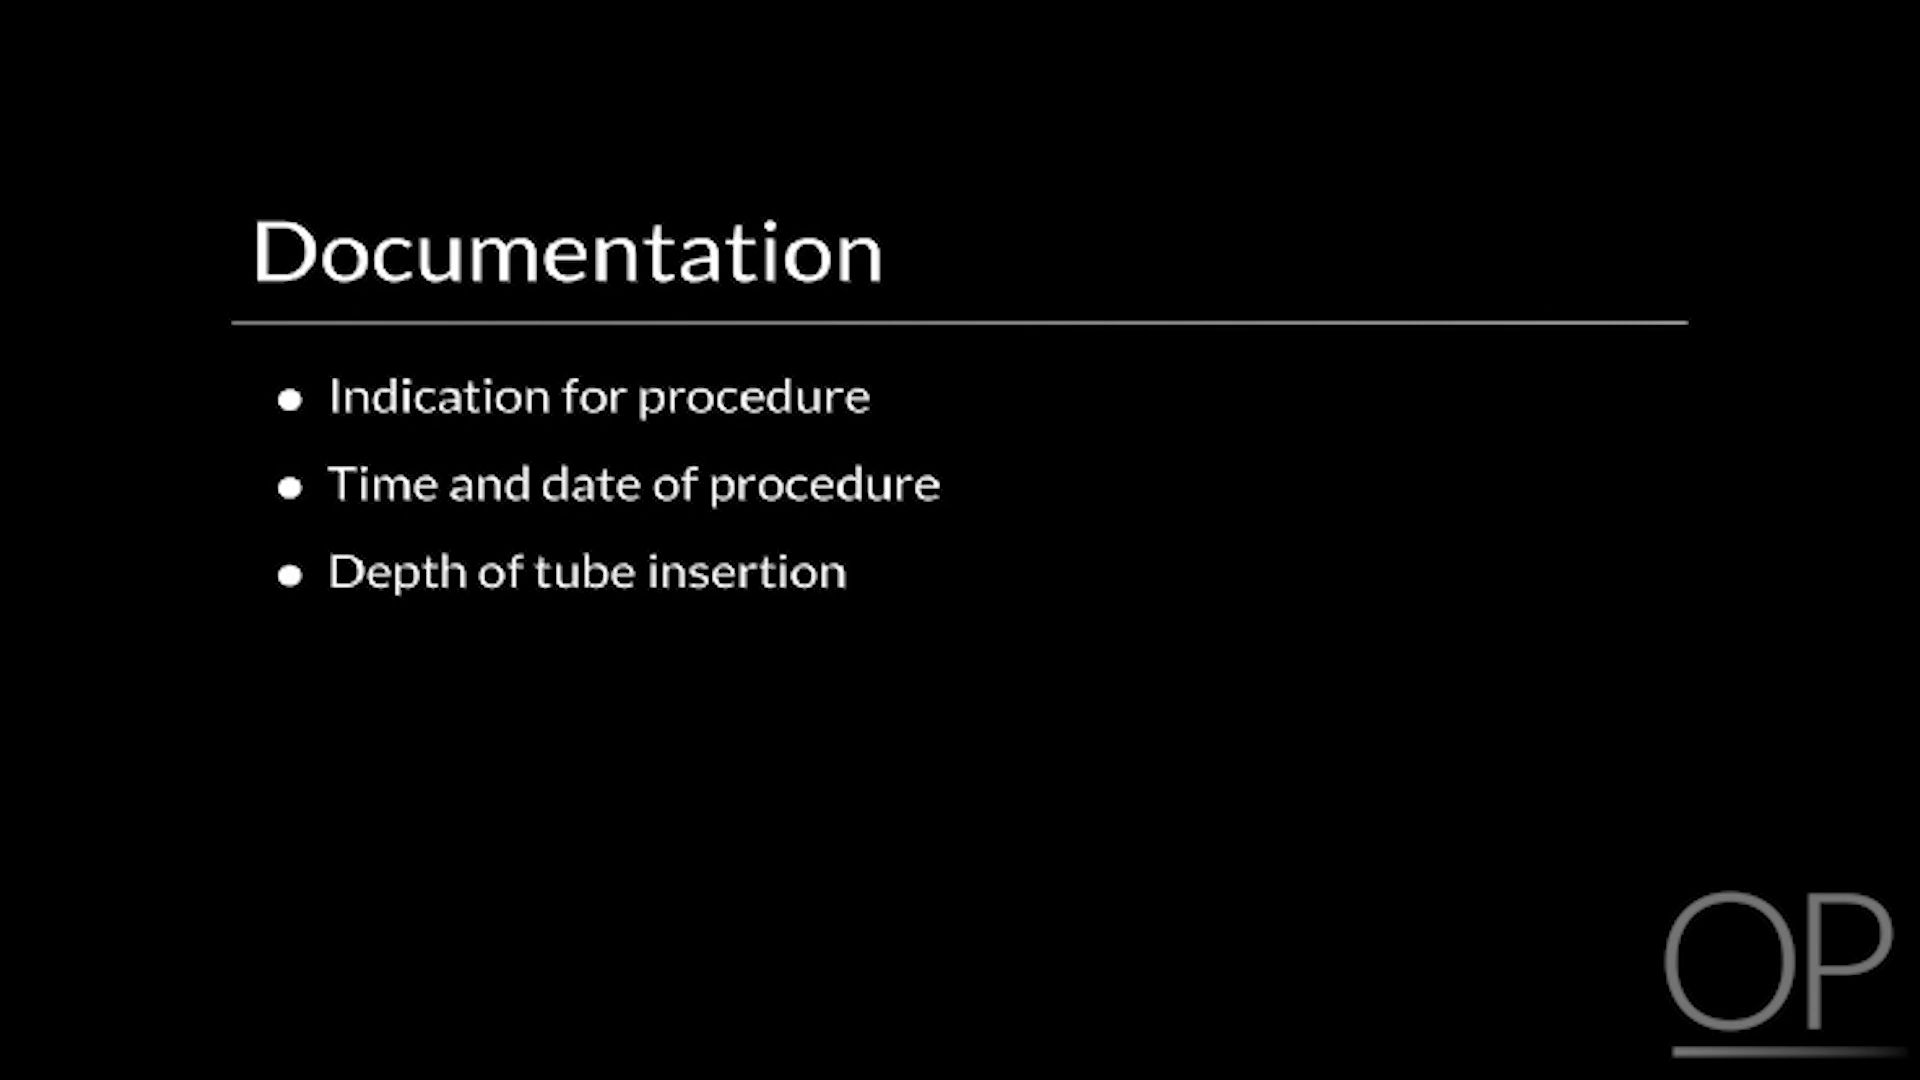 Documentation
● Indication for procedure
● Time and date of procedure
● Depth of tube insertion
OP